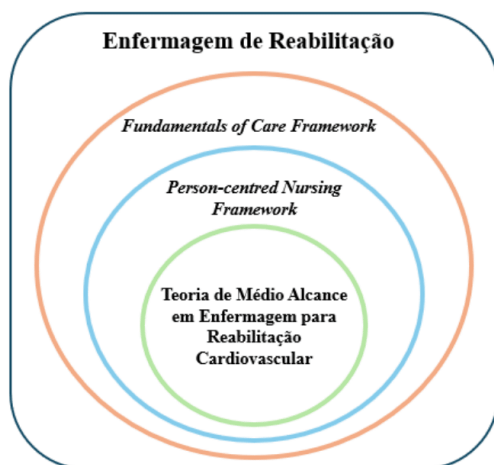 Enfermagem de Reabilitação
Fundamentals of Care Framework
Person-centred Nursing
Framework
Teoria de Médio Alcance
em Enfermagem para
Reabilitação
Cardiovascular